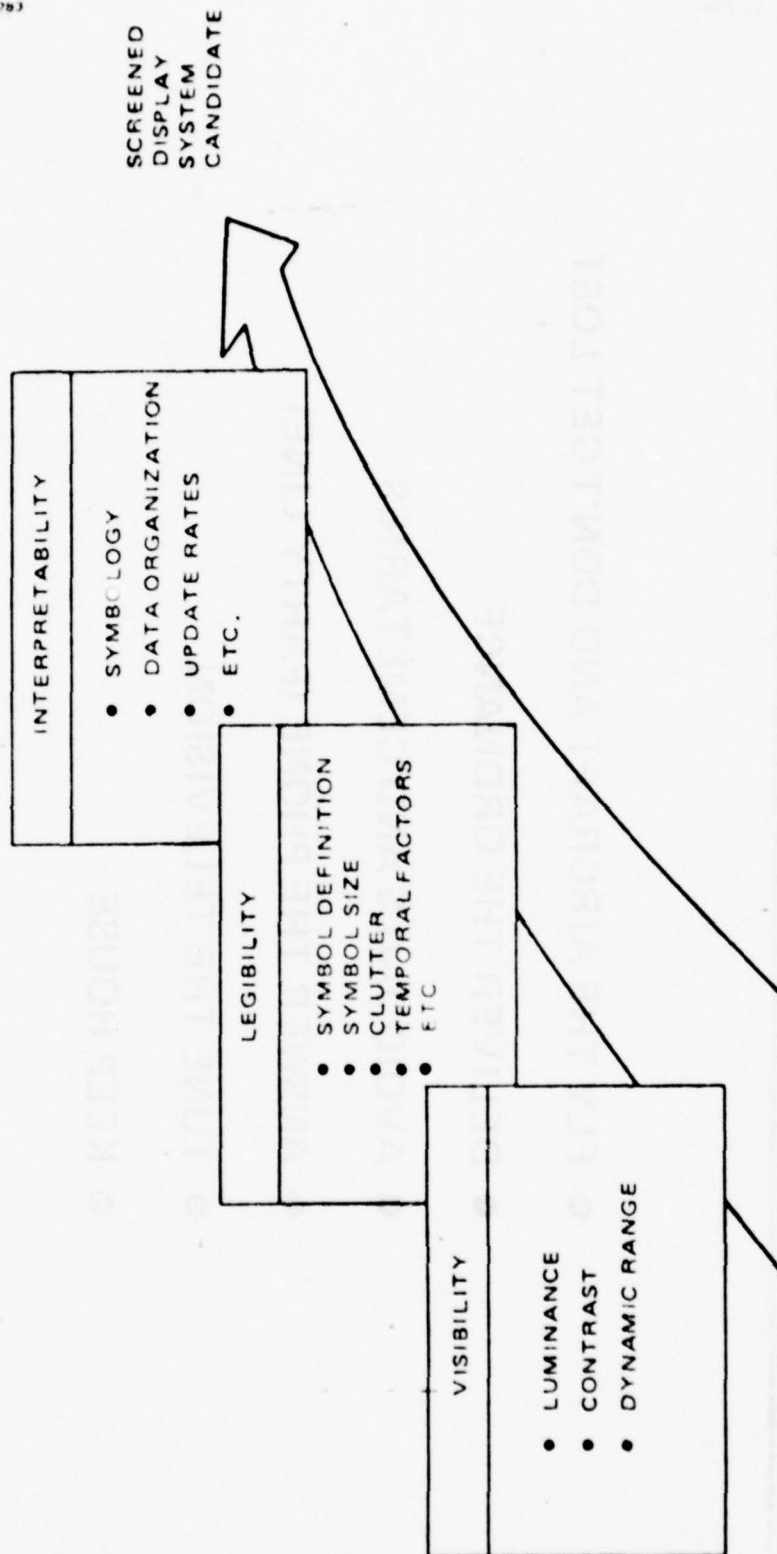 VISIBILITY
• LUMINANCE
• CONTRAST
• DYNAMIC RANGE
LEGIBILITY
• SYMBOL DEFINITION
• SYMBOL SIZE
• CLUTTER
• TEMPORAL FACTORS
• ETC
INTERPRETABILITY
• SYMBOLOGY
• DATA ORGANIZATION
• UPDATE RATES
• ETC.
SCREENED
DISPLAY
SYSTEM
CANDIDATE